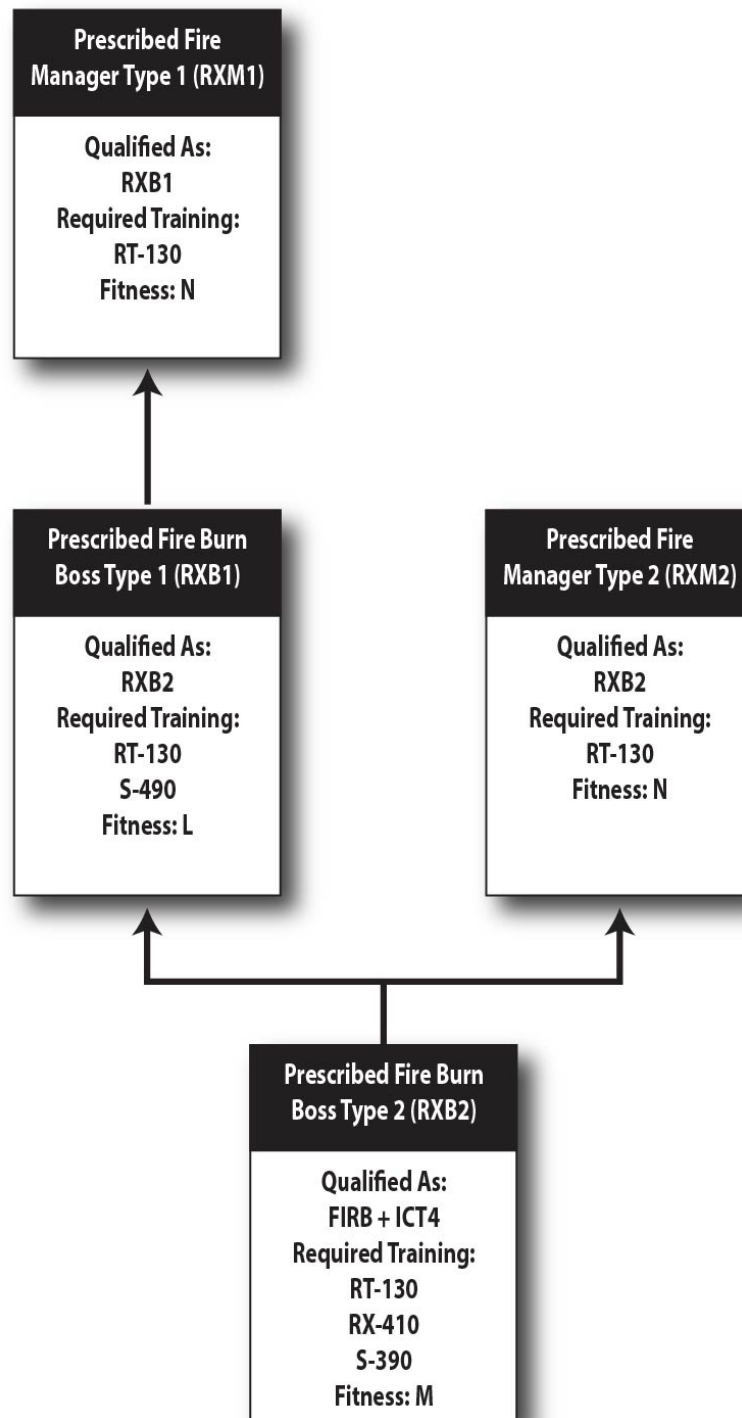 Prescribed Fire
Manager Type 1 (RXM1)
Qualified As:
RXB1
Required Training:
RT-130
Fitness: N
Prescribed Fire Burn
Boss Type 1 (RXB1)
Qualified As:
RXB2
Required Training:
RT-130
S-490
Fitness: L
Prescribed Fire
Manager Type 2 (RXM2)
Qualified As:
RXB2
Required Training:
RT-130
Fitness: N
Prescribed Fire Burn
Boss Type 2 (RXB2)
Qualified As:
FIRB + ICT4
Required Training:
RT-130
RX-410
S-390
Fitness: M